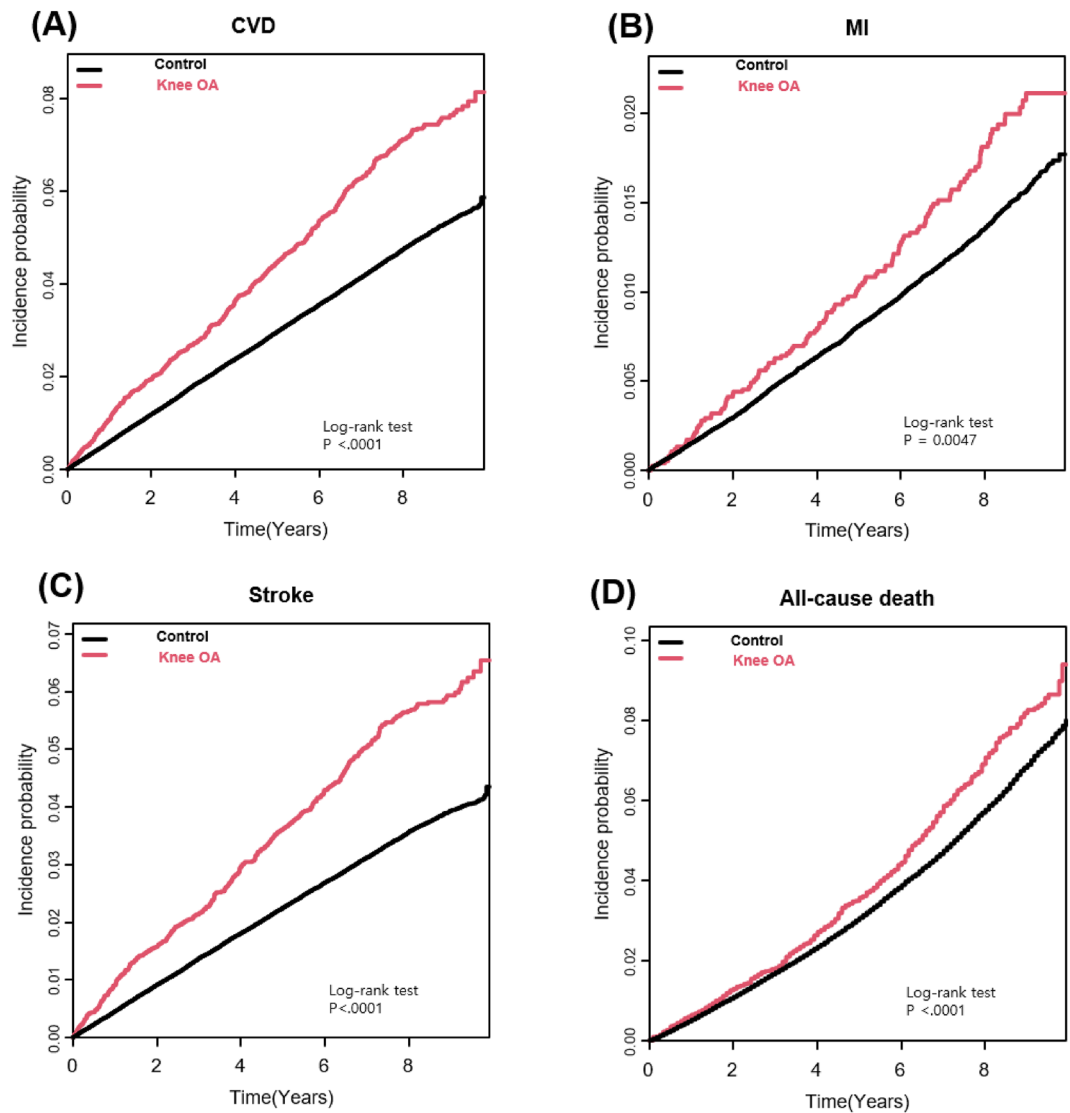 (A)
CVD
Control
Knee OA
Incidence probability
0.08
0.06
0.04
0.02
0.00
Log-rank test
P <.0001
0 2 4 6 8
Time(Years)
(B)
MI
Control
Knee OA
Incidence probability
0.020
0.015
0.010
0.005
0.000
Log-rank test
P = 0.0047
0 2 4 6 8
Time(Years)
(C)
Stroke
Control
Knee OA
Incidence probability
0.07
0.06
0.05
0.04
0.03
0.02
0.01
0.00
Log-rank test
P<.0001
0 2 4 6 8
Time(Years)
(D)
All-cause death
Control
Knee OA
Incidence probability
0.10
0.08
0.06
0.04
0.02
0.00
Log-rank test
P <.0001
0 2 4 6 8
Time(Years)